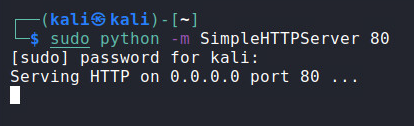 ┌──(kali㉿kali)-[~]
└─$ sudo python -m SimpleHTTPServer 80
[sudo] password for kali:
Serving HTTP on 0.0.0.0 port 80 ...